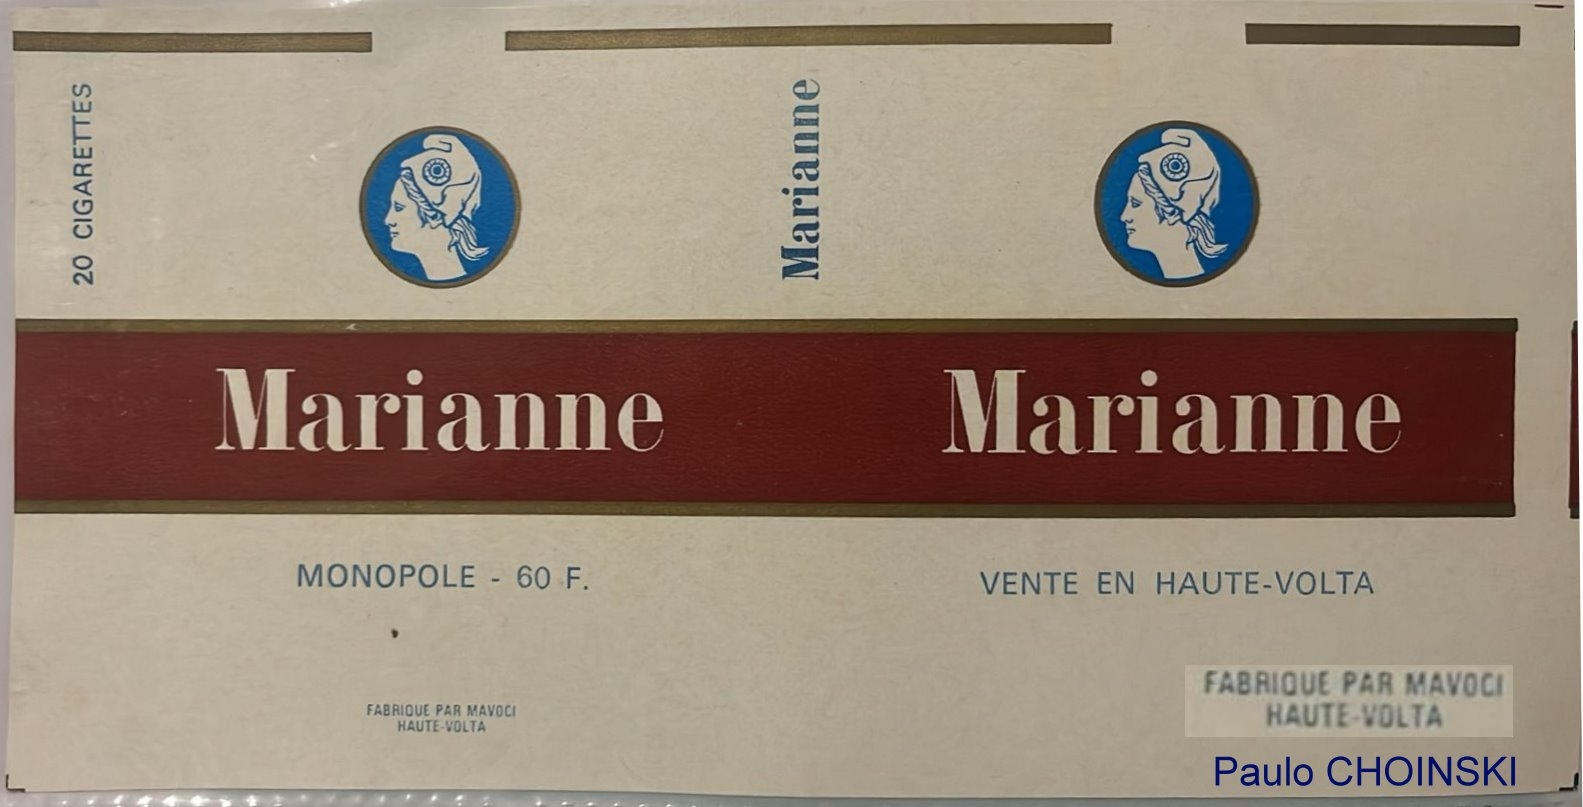 20 CIGARETTES
Marianne
Marianne
Marianne
MONOPOLE - 60 F.
VENTE EN HAUTE-VOLTA
FABRIQUE PAR MAVOCI
HAUTE-VOLTA
FABRIQUE PAR MAVOCI
HAUTE-VOLTA
Paulo CHOINSKI